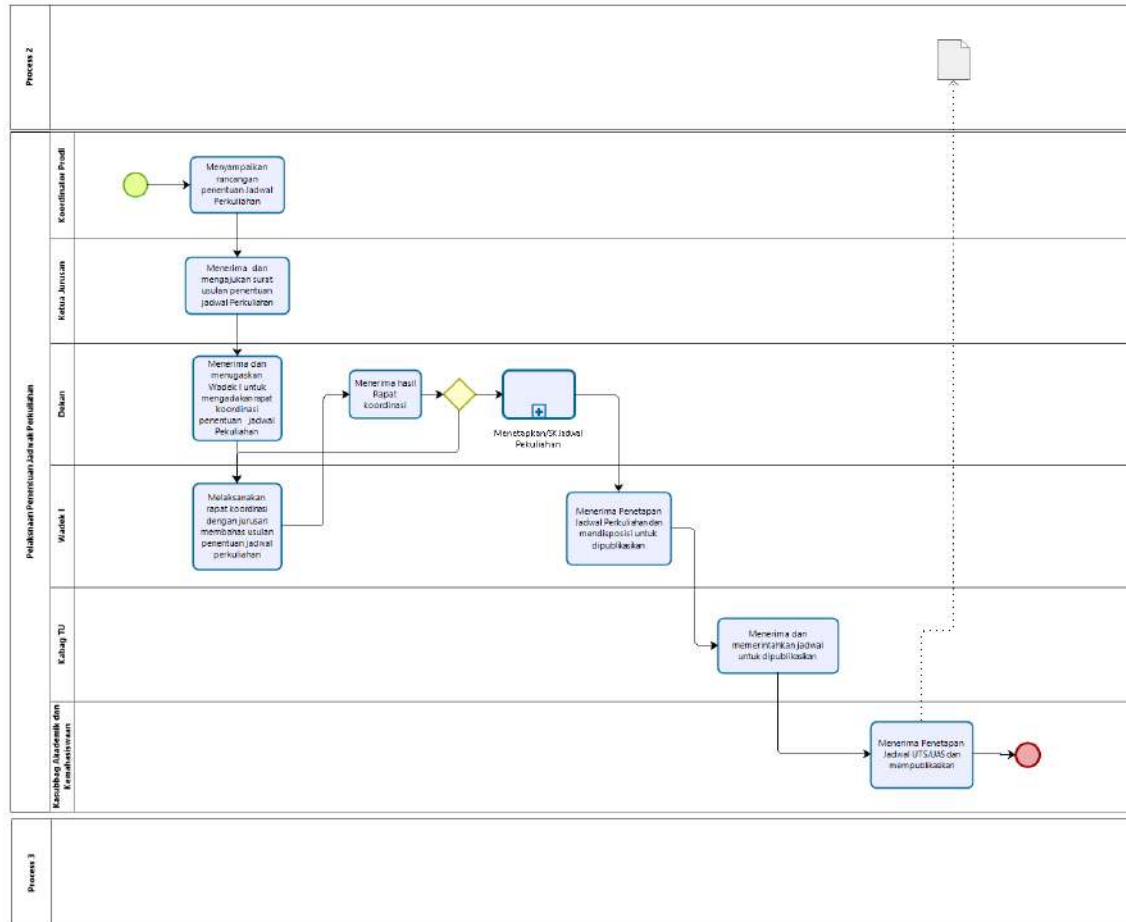 Process 2
Pelaksnaan Penentuan Jadwak Perkuliahan
Koordinator Prodi
Menyampaikan
rancangan
penentuan Jadwal
Perkuliahan
Ketua Jurusan
Menerima dan
mengajukan surat
usulan penentuan
jadwal Perkuliahan
Dekan
Menerima dan
menugaskan
Wadek I untuk
mengadakan rapat
koordinasi
penentuan jadwal
Pekuliahan
Menerima hasil
Rapat
koordinasi
Menetapkan/SK Jadwal
Pekuliahan
Wadek I
Melaksanakan
rapat koordinasi
dengan jurusan
membahas usulan
penentuan jadwal
perkuliahan
Menerima Penetapan
Jadwal Perkuliahan dan
mendisposisi untuk
dipublikasikan
Kabag TU
Menerima dan
memerintahkan jadwal
untuk dipublikasikan
Kasubbag Akademik dan
Kemahasiswaan
Menerima Penetapan
Jadwal UTS/UAS dan
mempublikasikan
Process 3